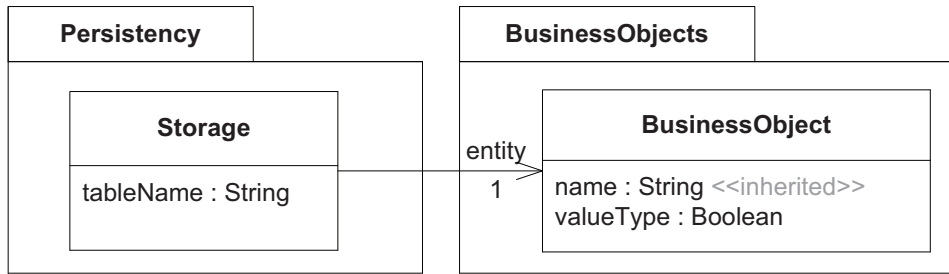 Persistency
BusinessObjects
Storage
tableName : String
entity
1
BusinessObject
name : String <<inherited>>
valueType : Boolean